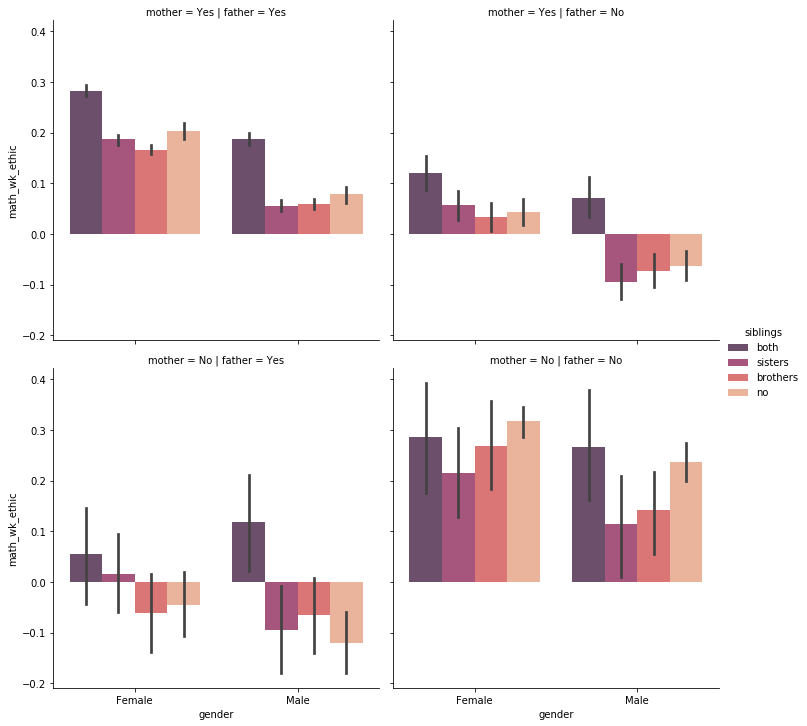 mother = Yes | father = Yes
mother = Yes | father = No
0.4
0.3
0.2
0.1
0.0
−0.1
−0.2
math_wk_ethic
siblings
both
sisters
brothers
no
mother = No | father = Yes
mother = No | father = No
0.4
0.3
0.2
0.1
0.0
−0.1
−0.2
math_wk_ethic
Female
Male
gender
Female
Male
gender